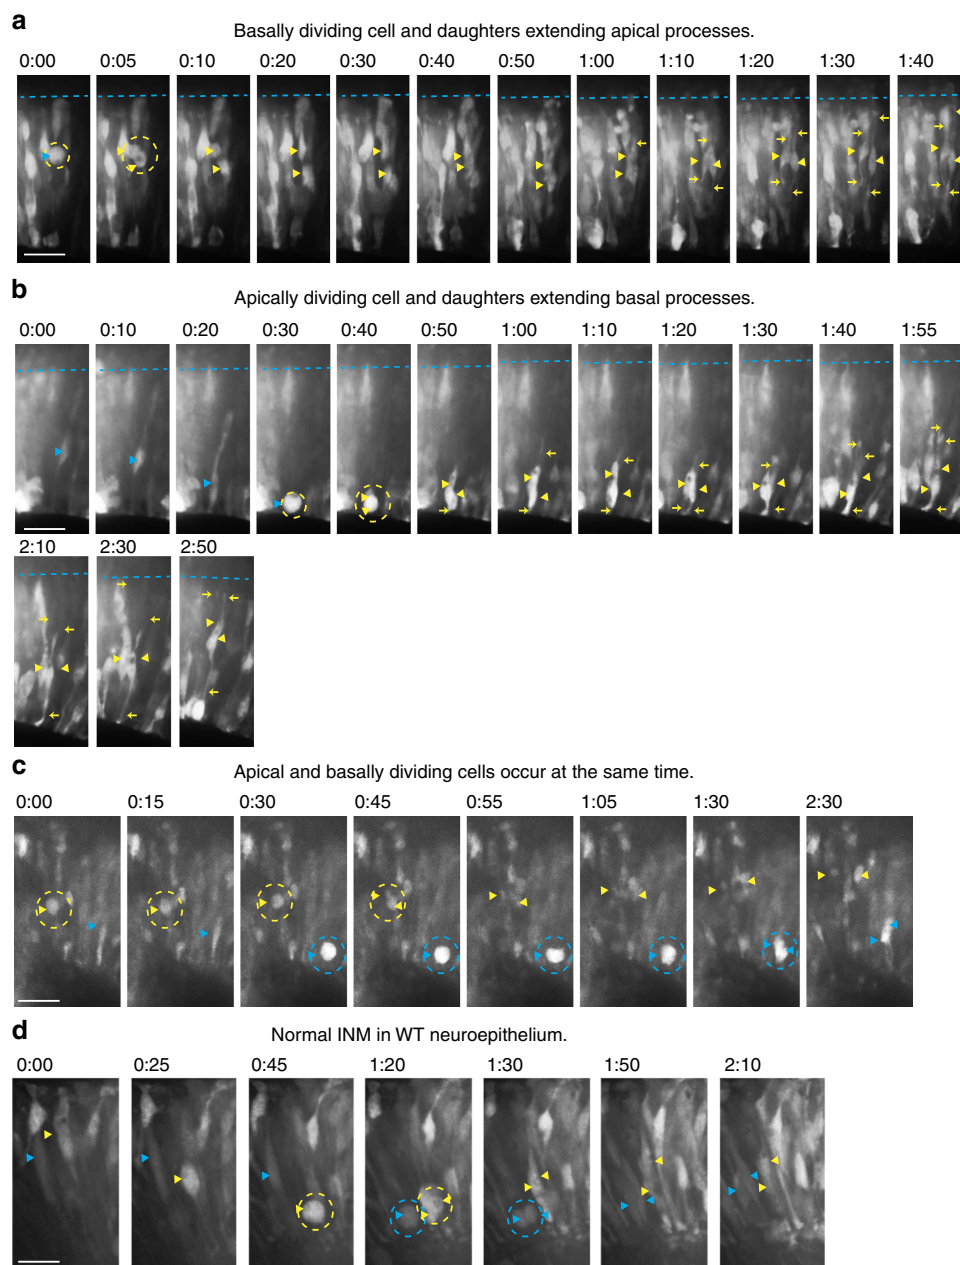 a
Basally dividing cell and daughters extending apical processes.
0:00 0:05 0:10 0:20 0:30 0:40 0:50 1:00 1:10 1:20 1:30 1:40
b
Apically dividing cell and daughters extending basal processes.
0:00 0:10 0:20 0:30 0:40 0:50 1:00 1:10 1:20 1:30 1:40 1:55
2:10 2:30 2:50
c
Apical and basally dividing cells occur at the same time.
0:00 0:15 0:30 0:45 0:55 1:05 1:30 2:30
d
Normal INM in WT neuroepithelium.
0:00 0:25 0:45 1:20 1:30 1:50 2:10